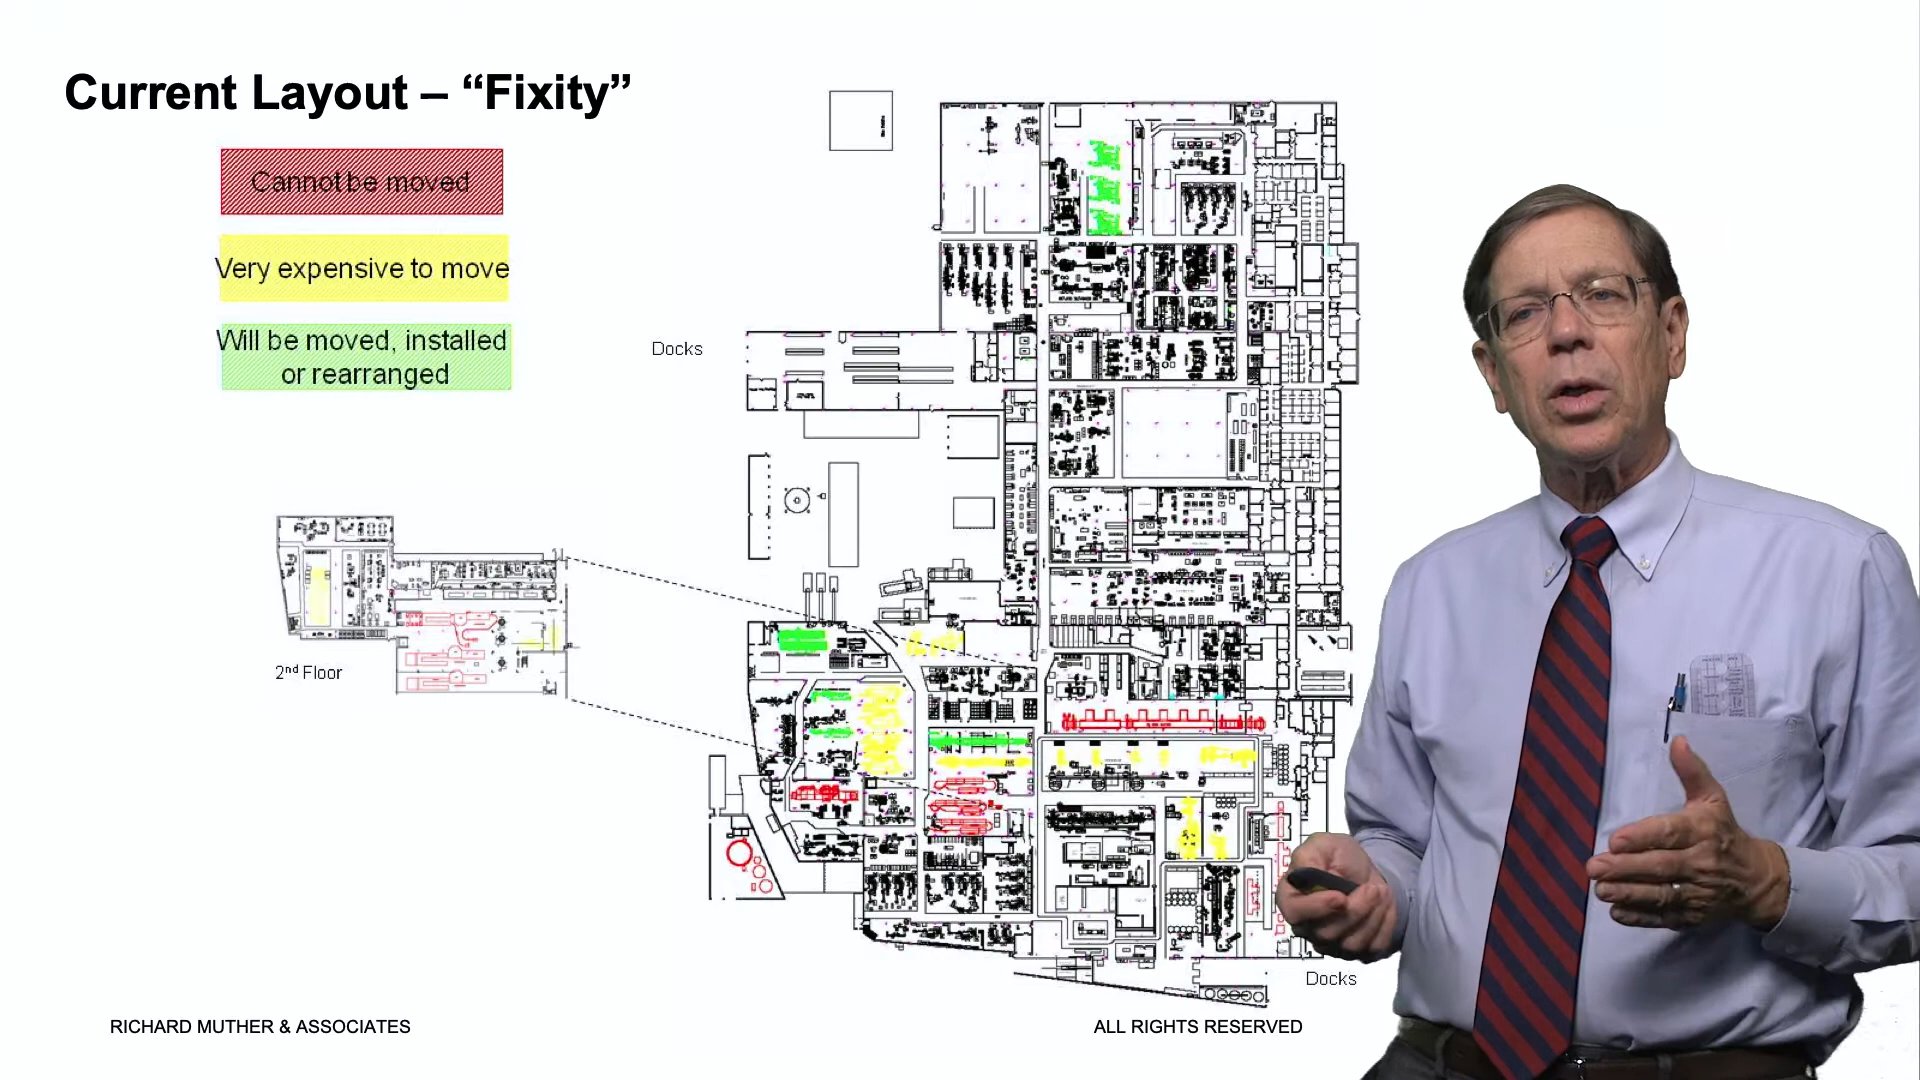 Current Layout – “Fixity”
Cannot be moved
Very expensive to move
Will be moved, installed
or rearranged
Docks
2nd Floor
Docks
RICHARD MUTHER & ASSOCIATES
ALL RIGHTS RESERVED